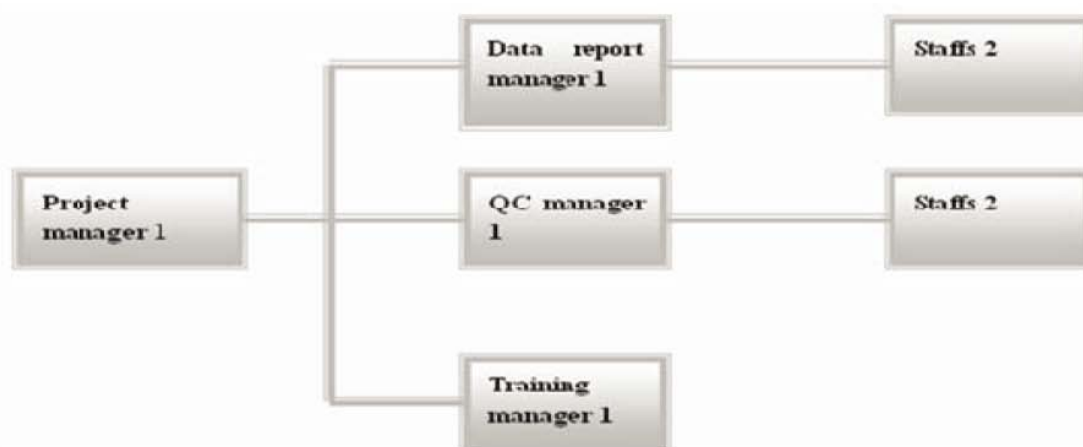 Data report
manager 1
Staffs 2
Project
manager 1
QC manager
1
Staffs 2
Training
manager 1